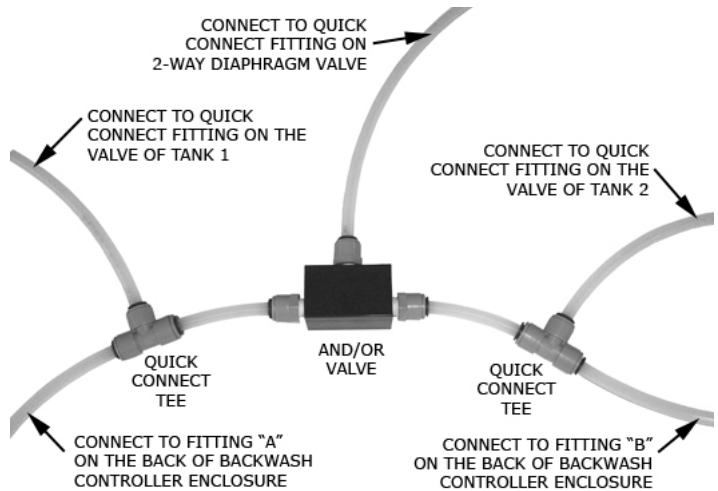 CONNECT TO QUICK
CONNECT FITTING ON
2-WAY DIAPHRAGM VALVE
CONNECT TO QUICK
CONNECT FITTING ON THE
VALVE OF TANK 1
CONNECT TO QUICK
CONNECT FITTING ON THE
VALVE OF TANK 2
QUICK
CONNECT
TEE
AND/OR
VALVE
QUICK
CONNECT
TEE
CONNECT TO FITTING “A”
ON THE BACK OF BACKWASH
CONTROLLER ENCLOSURE
CONNECT TO FITTING “B”
ON THE BACK OF BACKWASH
CONTROLLER ENCLOSURE